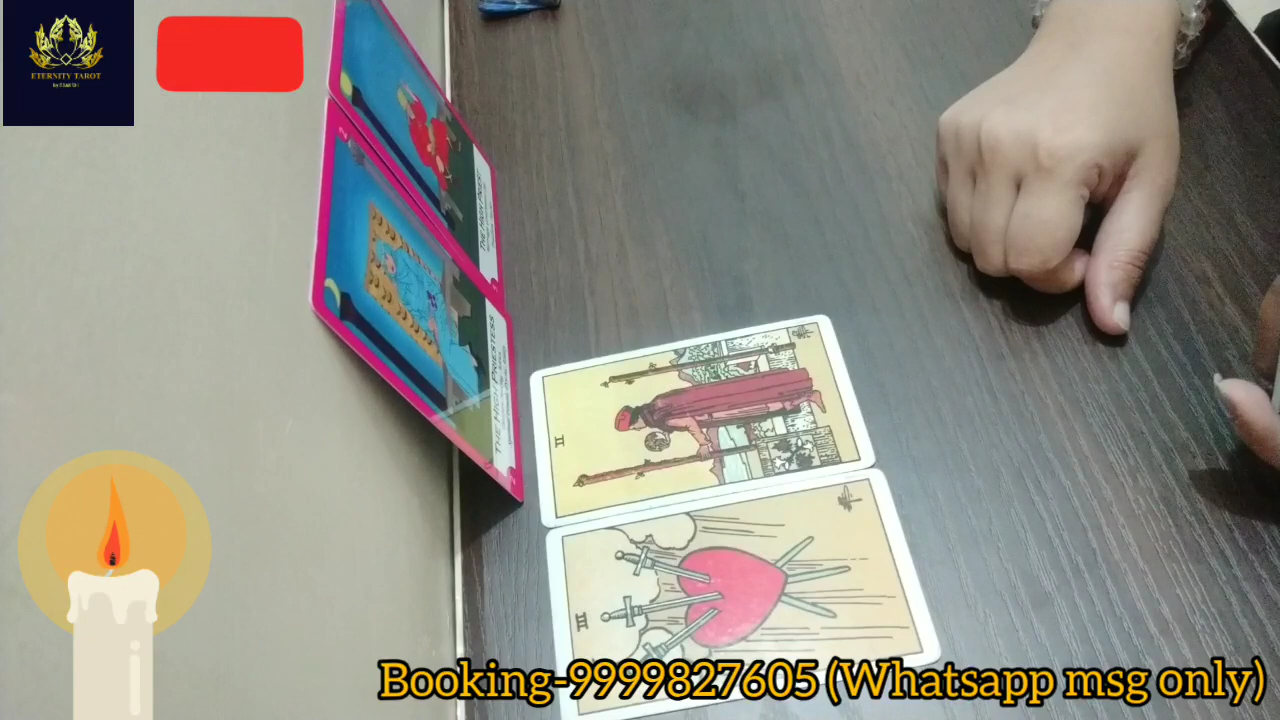 ETERNITY TAROT
THE HIGH PRIEST
THE HIGH PRIESTESS
II
III
Booking-9999827605 (Whatsapp msg only)